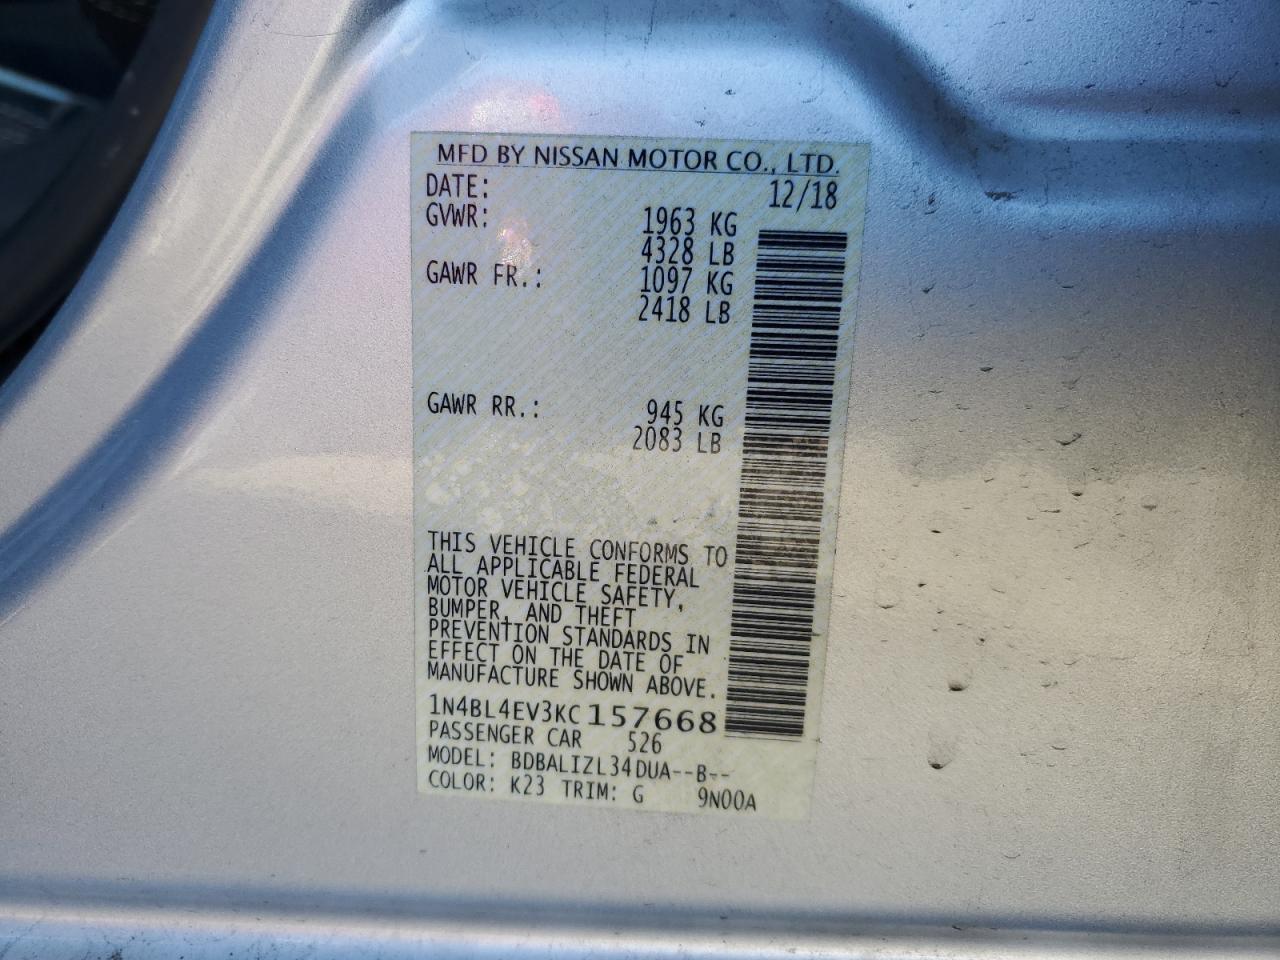 MFD BY NISSAN MOTOR CO., LTD.
DATE: 12/18
GVWR: 1963 KG
4328 LB
GAWR FR.: 1097 KG
2418 LB
GAWR RR.: 945 KG
2083 LB
THIS VEHICLE CONFORMS TO
ALL APPLICABLE FEDERAL
MOTOR VEHICLE SAFETY,
BUMPER, AND THEFT
PREVENTION STANDARDS IN
EFFECT ON THE DATE OF
MANUFACTURE SHOWN ABOVE.
1N4BL4EV3KC157668
PASSENGER CAR 526
MODEL: BDBALIZL34DUA--B--
COLOR: K23 TRIM: G 9N00A